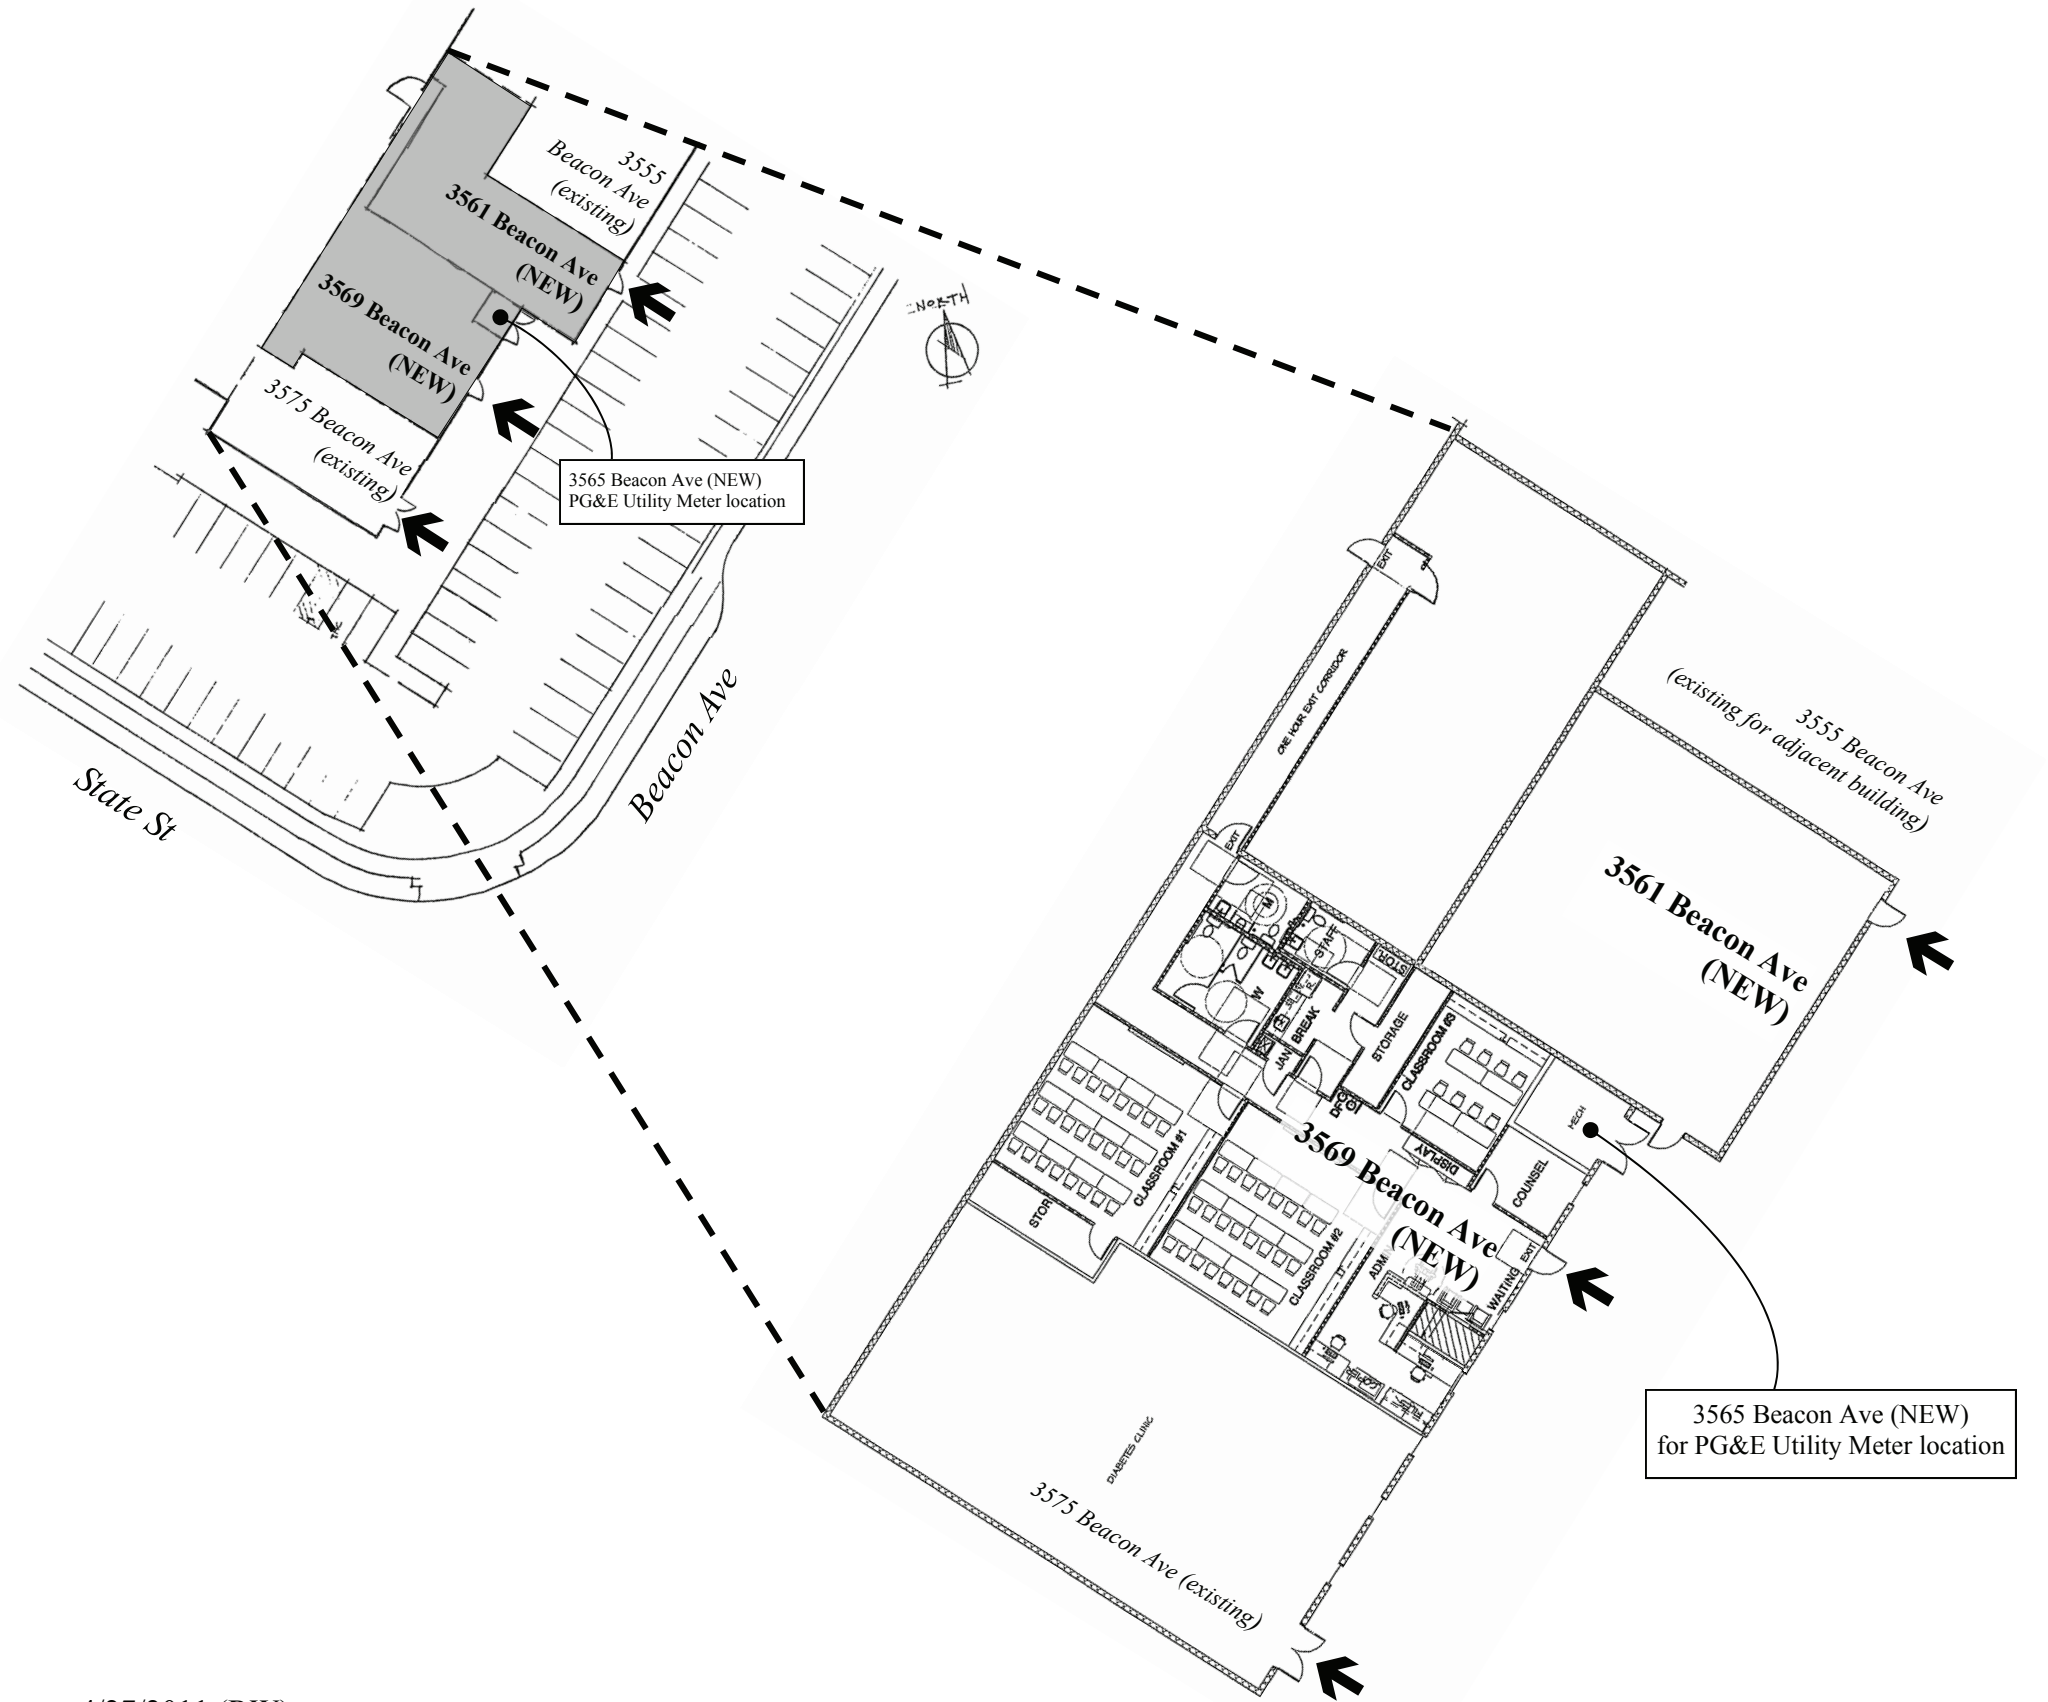 3555
Beacon Ave
(existing)
3561 Beacon Ave
(NEW)
3569 Beacon Ave
(NEW)
3575 Beacon Ave
(existing)
3565 Beacon Ave (NEW)
PG&E Utility Meter location
NORTH
State St
Beacon Ave
EXIT
ONE HOUR EXIT CORRIDOR
EXIT
3555 Beacon Ave
(existing for adjacent building)
3561 Beacon Ave
(NEW)
M
STAFF
STOR.
W
BREAK
JAN
STORAGE
CLASSROOM #3
DF
DISPLAY
MECH
COUNSEL
CLASSROOM #1
STOR
CLASSROOM #2
3569 Beacon Ave
(NEW)
ADMIN
EXIT
WAITING
COPIER
FILES
3565 Beacon Ave (NEW)
for PG&E Utility Meter location
DIABETES CLINIC
3575 Beacon Ave (existing)